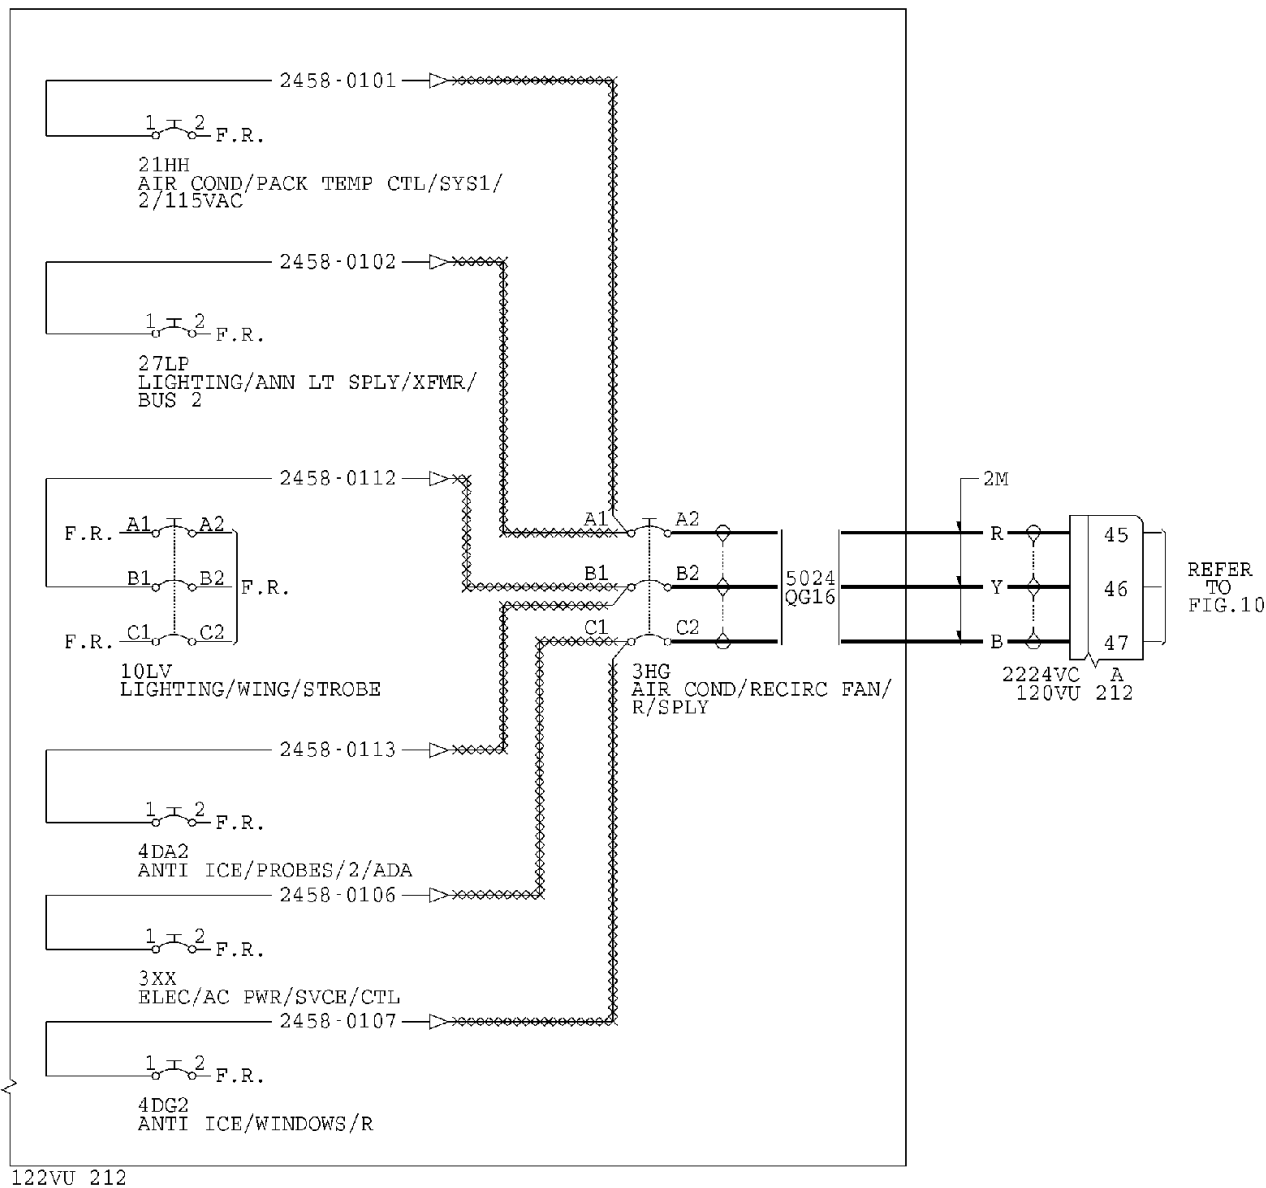 2458-0101
1 2 F.R.
21HH
AIR COND/PACK TEMP CTL/SYS1/
2/115VAC
2458-0102
1 2 F.R.
27LP
LIGHTING/ANN LT SPLY/XFMR/
BUS 2
2458-0112
F.R. A1 A2
B1 B2 F.R.
F.R. C1 C2
10LV
LIGHTING/WING/STROBE
A1 A2
B1 B2
C1 C2
3HG
AIR COND/RECIRC FAN/
R/SPLY
5024
QG16
2M
R 45
Y 46
B 47
2224VC A
120VU 212
REFER
TO
FIG.10
2458-0113
1 2 F.R.
4DA2
ANTI ICE/PROBES/2/ADA
2458-0106
1 2 F.R.
3XX
ELEC/AC PWR/SVCE/CTL
2458-0107
1 2 F.R.
4DG2
ANTI ICE/WINDOWS/R
122VU 212